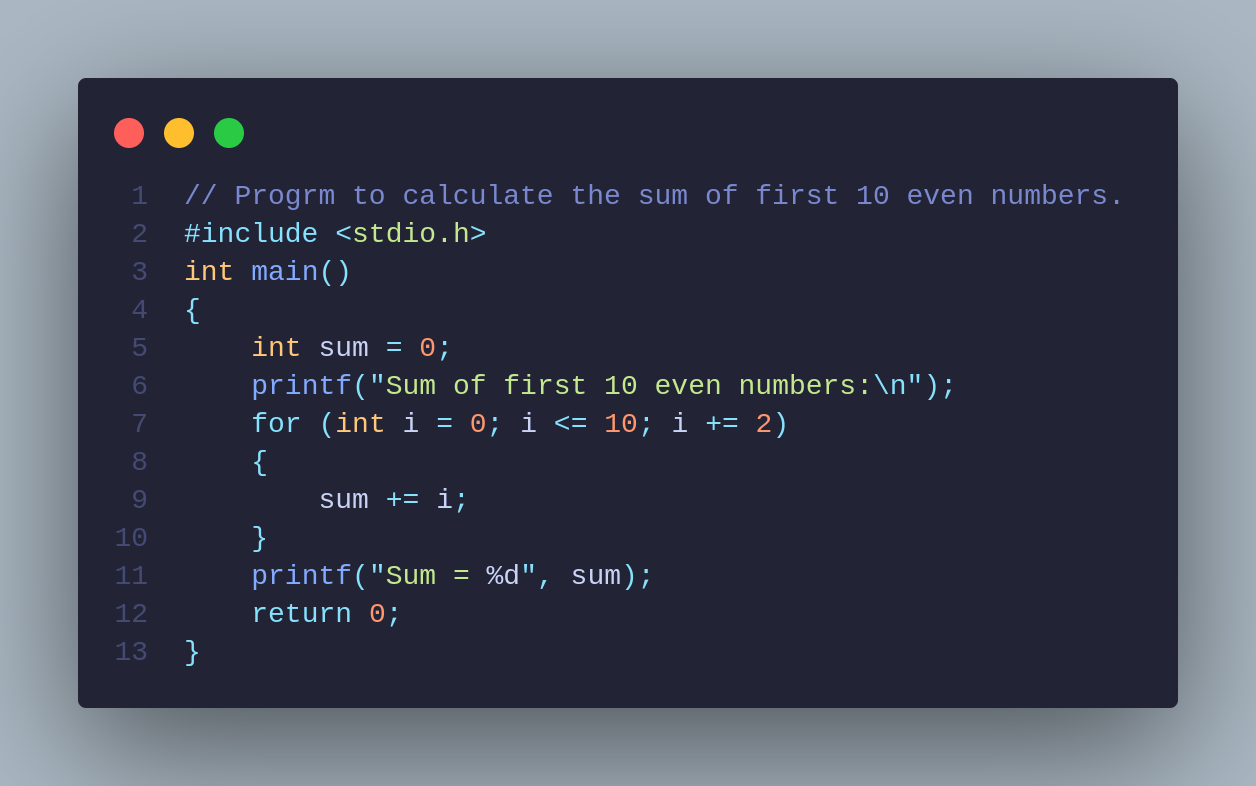 1 // Progrm to calculate the sum of first 10 even numbers.
2 #include <stdio.h>
3 int main()
4 {
5     int sum = 0;
6     printf("Sum of first 10 even numbers:\n");
7     for (int i = 0; i <= 10; i += 2)
8     {
9         sum += i;
10     }
11     printf("Sum = %d", sum);
12     return 0;
13 }